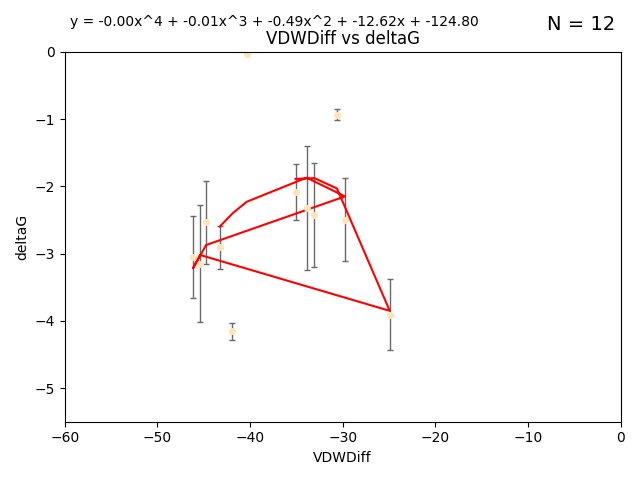 y = -0.00x^4 + -0.01x^3 + -0.49x^2 + -12.62x + -124.80
N = 12
VDWDiff vs deltaG
0
−1
−2
−3
−4
−5
deltaG
−60 −50 −40 −30 −20 −10 0
VDWDiff